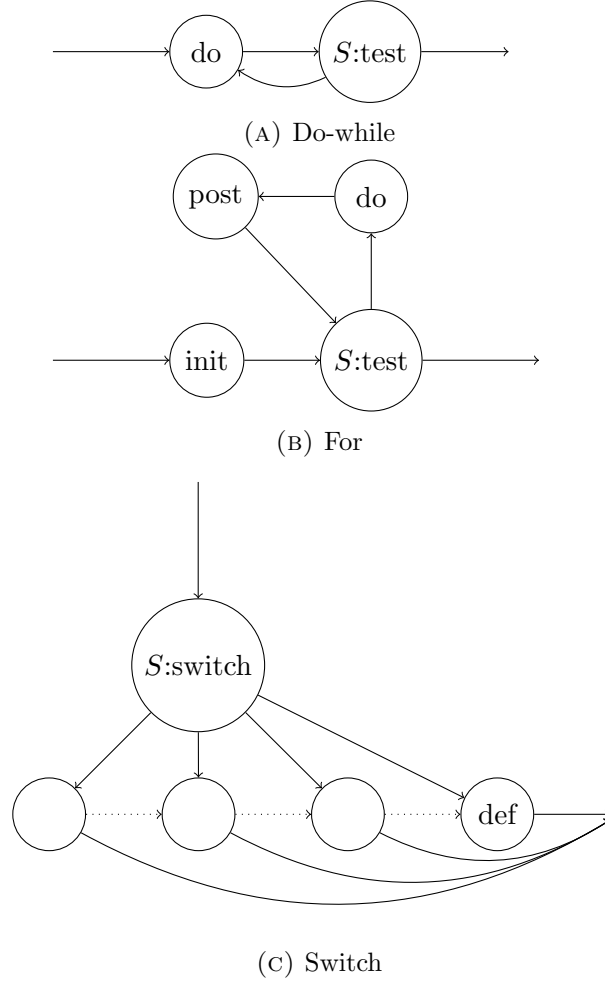 do
S:test
(A) Do-while
post
do
init
S:test
(B) For
S:switch
def
(C) Switch